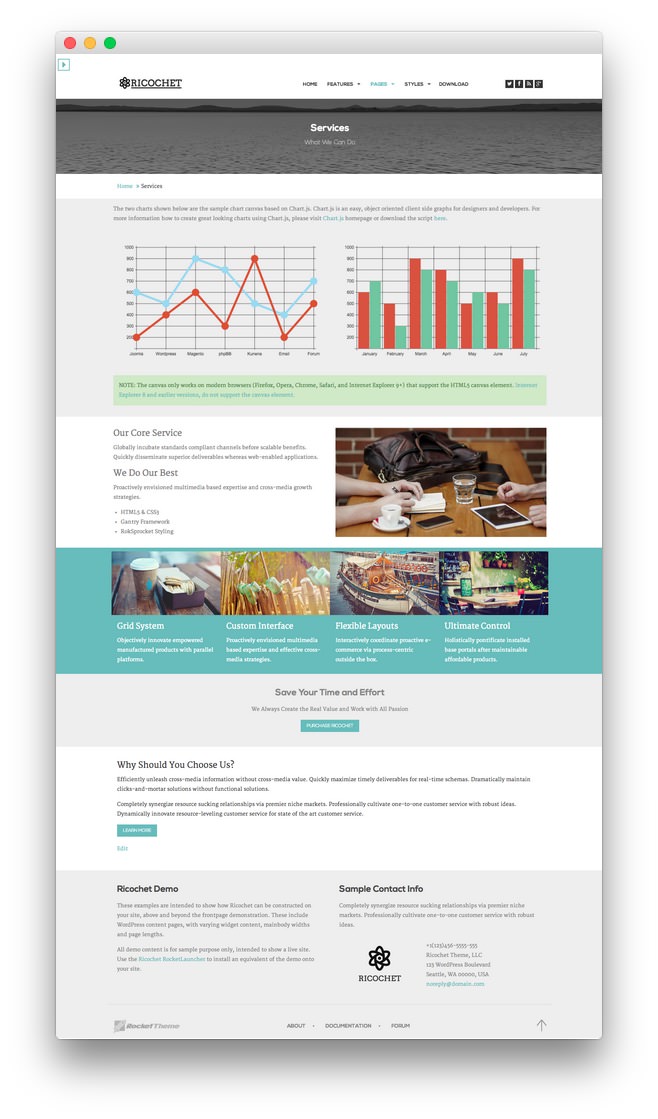 RICOCHET
HOME FEATURES PAGES STYLES DOWNLOAD
Services
What We Can Do
Home » Services
The two charts shown below are the sample chart canvas based on Chart.js. Chart.js is an easy, object oriented client side graphs for designers and developers. For
more information how to create great looking charts using Chart.js, please visit Chart.js homepage or download the script here.
1000
900
800
700
600
500
400
300
200
Joomla Wordpress Magento phpBB Kunena Email Forum
1000
900
800
700
600
500
400
300
200
100
January February March April May June July
NOTE: The canvas only works on modern browsers (Firefox, Opera, Chrome, Safari, and Internet Explorer 9+) that support the HTML5 canvas element. Internet
Explorer 8 and earlier versions, do not support the canvas element.
Our Core Service
Globally incubate standards compliant channels before scalable benefits.
Quickly disseminate superior deliverables whereas web-enabled applications.
We Do Our Best
Proactively envisioned multimedia based expertise and cross-media growth
strategies.
• HTML5 & CSS3
• Gantry Framework
• RokSprocket Styling
Grid System
Objectively innovate empowered
manufactured products with parallel
platforms.
Custom Interface
Proactively envisioned multimedia
based expertise and effective cross-
media strategies.
Flexible Layouts
Interactively coordinate proactive e-
commerce via process-centric
outside the box.
Ultimate Control
Holistically pontificate installed
base portals after maintainable
affordable products.
Save Your Time and Effort
We Always Create the Real Value and Work with All Passion
PURCHASE RICOCHET
Why Should You Choose Us?
Efficiently unleash cross-media information without cross-media value. Quickly maximize timely deliverables for real-time schemas. Dramatically maintain
clicks-and-mortar solutions without functional solutions.
Completely synergize resource sucking relationships via premier niche markets. Professionally cultivate one-to-one customer service with robust ideas.
Dynamically innovate resource-leveling customer service for state of the art customer service.
LEARN MORE
Edit
Ricochet Demo
These examples are intended to show how Ricochet can be constructed on
your site, above and beyond the frontpage demonstration. These include
WordPress content pages, with varying widget content, mainbody widths
and page lengths.
All demo content is for sample purpose only, intended to show a live site.
Use the Ricochet RocketLauncher to install an equivalent of the demo onto
your site.
Sample Contact Info
Completely synergize resource sucking relationships via premier niche
markets. Professionally cultivate one-to-one customer service with robust
ideas.
RICOCHET
+1(123)456-5555-555
Ricochet Theme, LLC
123 WordPress Boulevard
Seattle, WA 00000, USA
noreply@domain.com
RocketTheme
ABOUT • DOCUMENTATION • FORUM